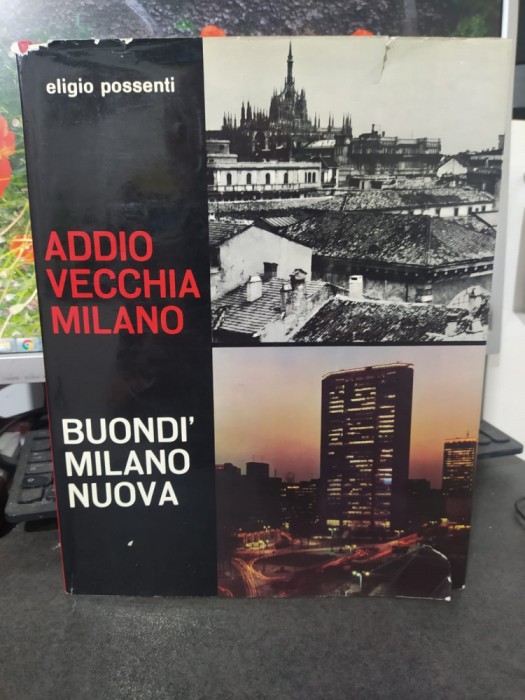 eligio possenti
ADDIO
VECCHIA
MILANO
BUONDI'
MILANO
NUOVA